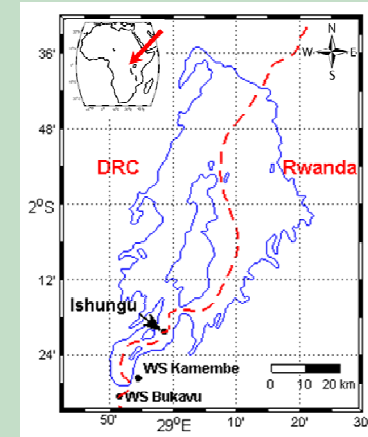 N
W E
S
36'
48'
DRC
Rwanda
2°S
12'
Ishungu
24'
WS Kamembe
0 10 20 km
WS Bukavu
50' 29°E 10' 20' 30